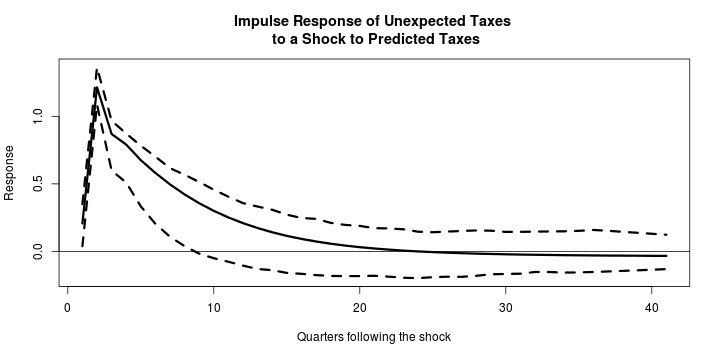 Impulse Response of Unexpected Taxes
to a Shock to Predicted Taxes
Response
1.0
0.5
0.0
0 10 20 30 40
Quarters following the shock